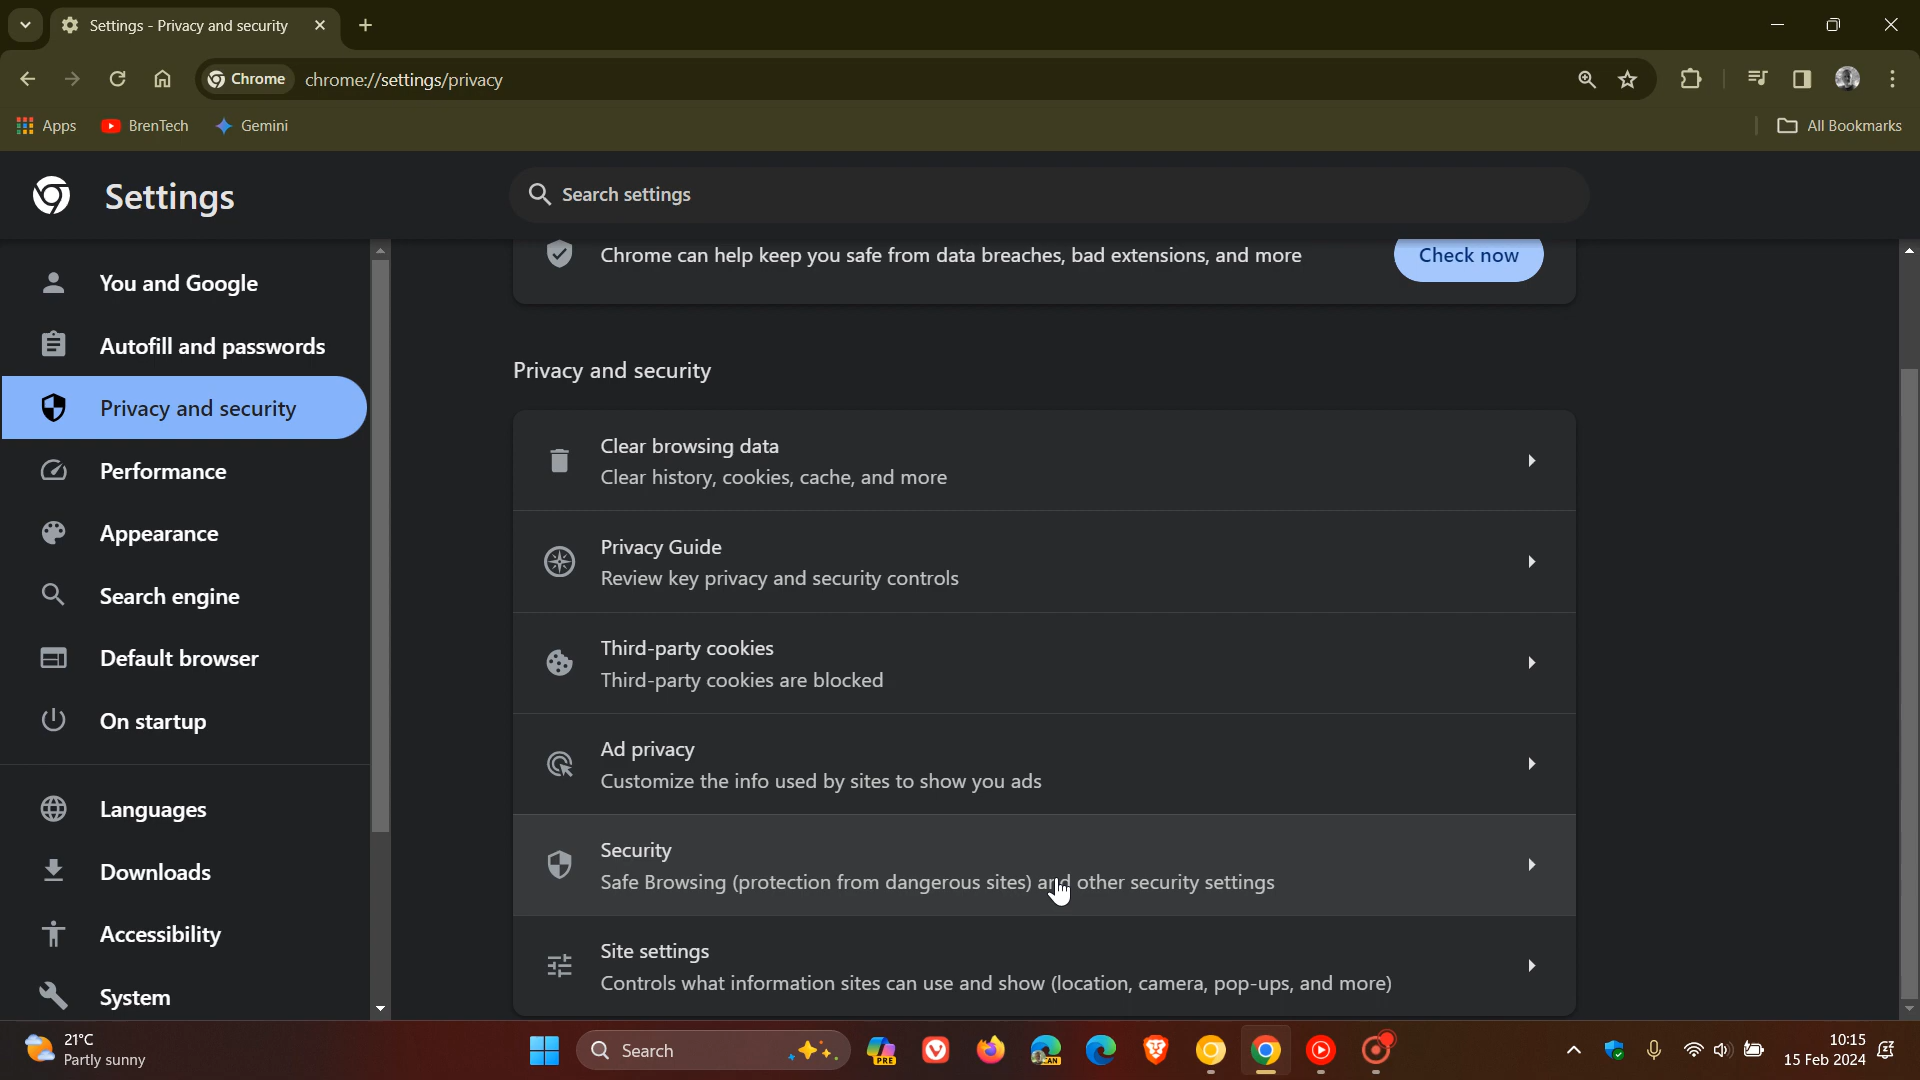 Settings - Privacy and security
Chrome
chrome://settings/privacy
Apps
BrenTech
Gemini
All Bookmarks
Settings
Search settings
You and Google
Autofill and passwords
Privacy and security
Performance
Appearance
Search engine
Default browser
On startup
Languages
Downloads
Accessibility
System
Chrome can help keep you safe from data breaches, bad extensions, and more
Check now
Privacy and security
Clear browsing data
Clear history, cookies, cache, and more
Privacy Guide
Review key privacy and security controls
Third-party cookies
Third-party cookies are blocked
Ad privacy
Customize the info used by sites to show you ads
Security
Safe Browsing (protection from dangerous sites) and other security settings
Site settings
Controls what information sites can use and show (location, camera, pop-ups, and more)
21°C
Partly sunny
Search
PRE
CAN
10:15
15 Feb 2024